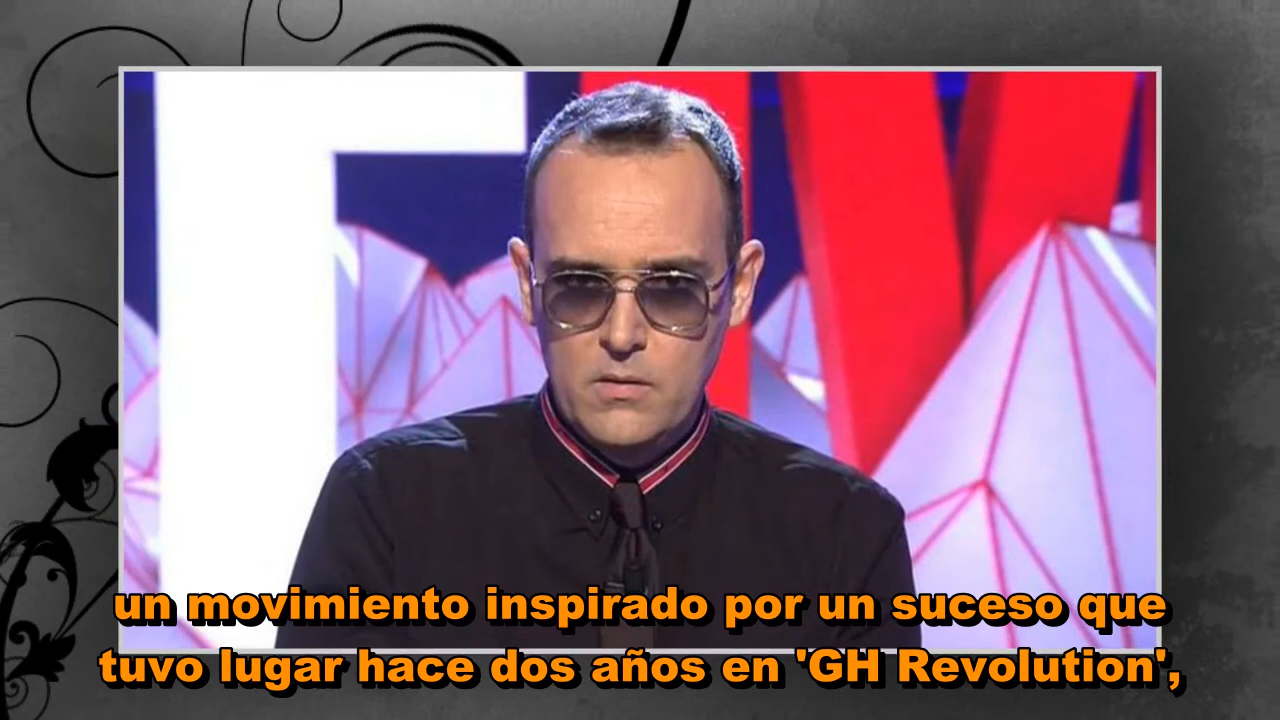 un movimiento inspirado por un suceso que
tuvo lugar hace dos años en 'GH Revolution',